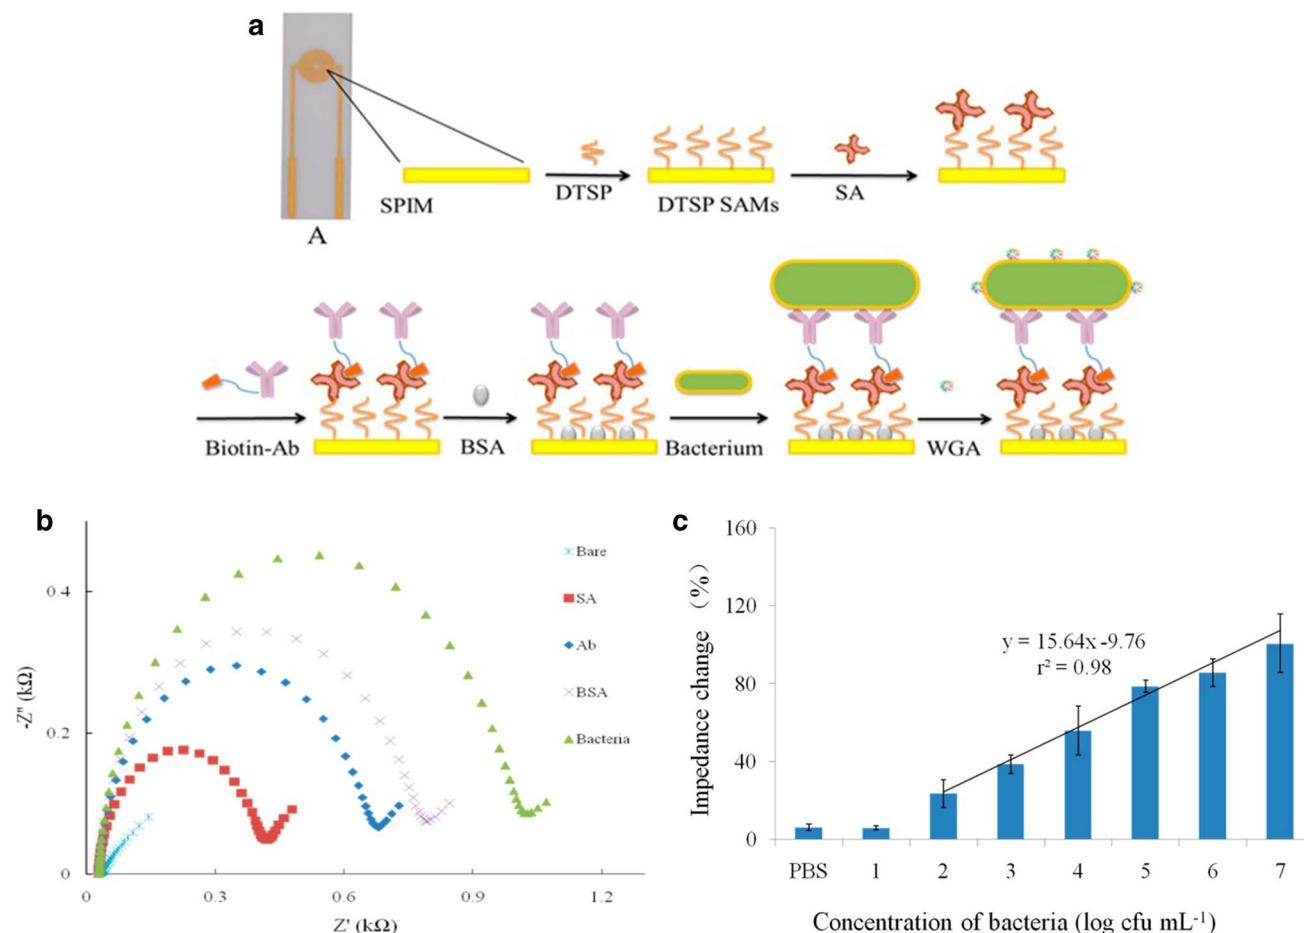 a
A
SPIM
DTSP
DTSP SAMs
SA
Biotin-Ab
BSA
Bacterium
WGA
b
-Z" (kΩ)
0.4
0.2
0
0
0.3
0.6
0.9
1.2
Z' (kΩ)
Bare
SA
Ab
BSA
Bacteria
c
Impedance change (%)
160
120
80
40
0
y = 15.64x -9.76
r² = 0.98
PBS 1 2 3 4 5 6 7
Concentration of bacteria (log cfu mL⁻¹)